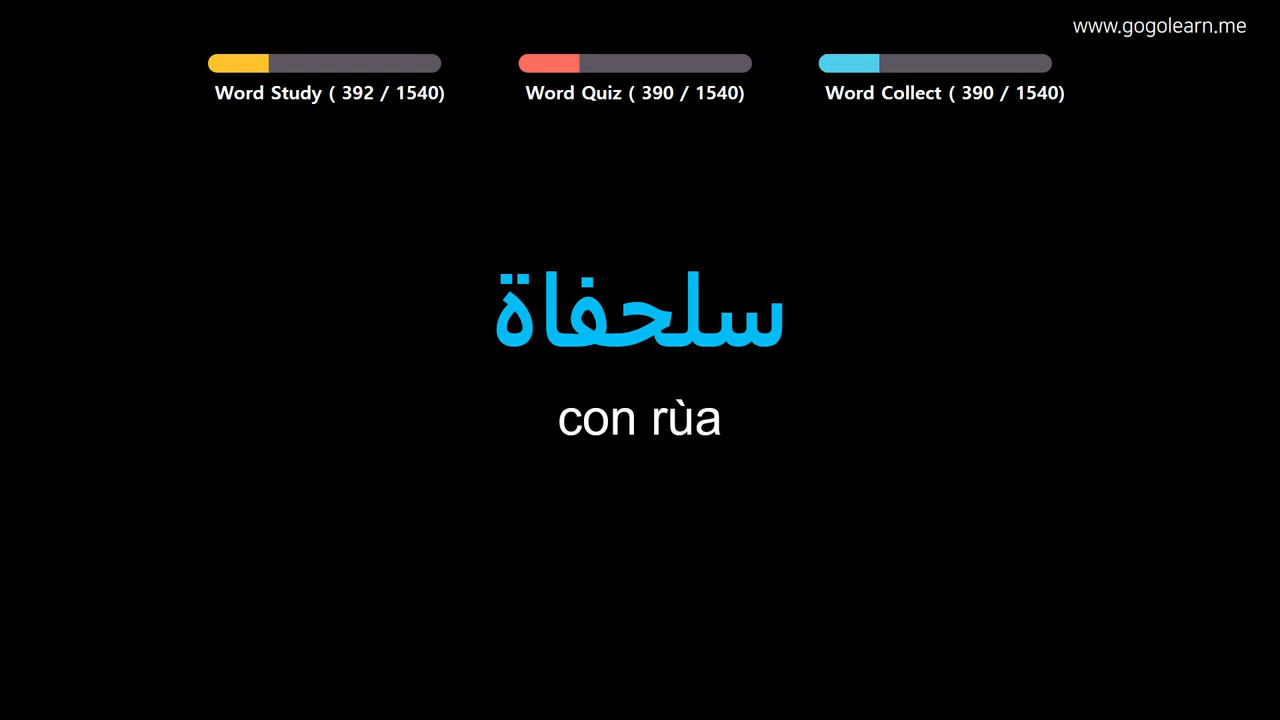 www.gogolearn.me
Word Study ( 392 / 1540)
Word Quiz ( 390 / 1540)
Word Collect ( 390 / 1540)
سلحفاة
con rùa